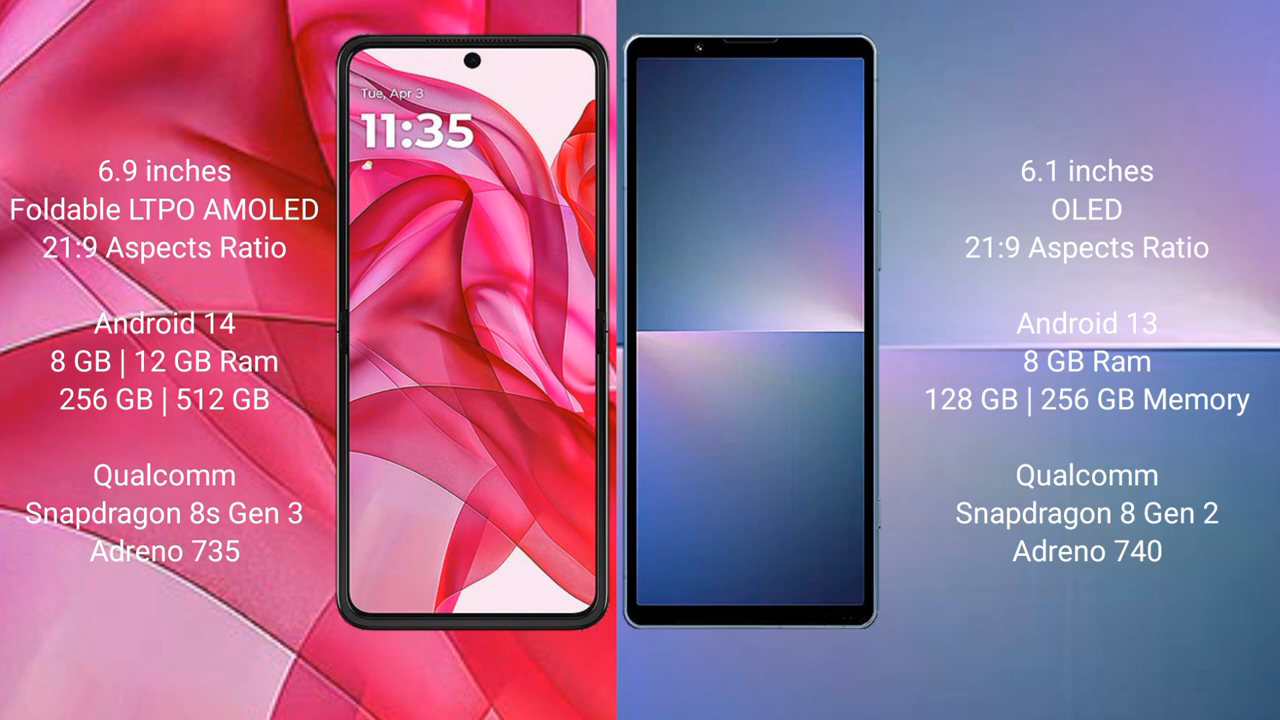 Tue, Apr 3
11:35
6.9 inches
Foldable LTPO AMOLED
21:9 Aspects Ratio
Android 14
8 GB | 12 GB Ram
256 GB | 512 GB
Qualcomm
Snapdragon 8s Gen 3
Adreno 735
6.1 inches
OLED
21:9 Aspects Ratio
Android 13
8 GB Ram
128 GB | 256 GB Memory
Qualcomm
Snapdragon 8 Gen 2
Adreno 740